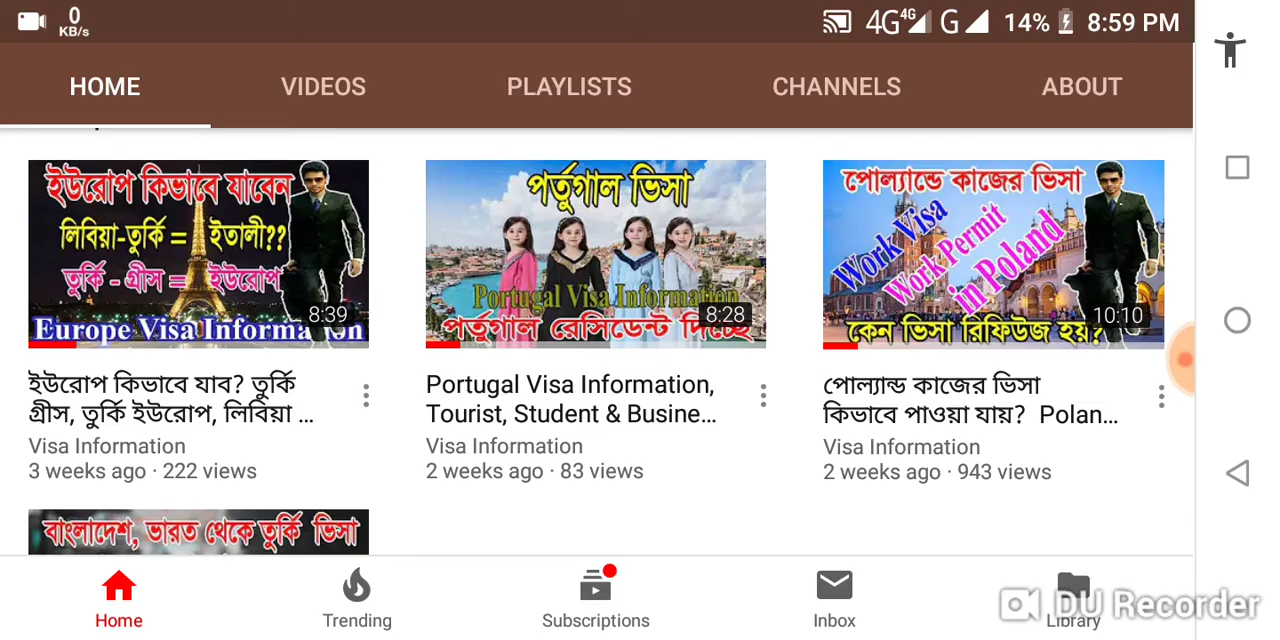 0
KB/s
4G 4G G 14% 8:59 PM
HOME VIDEOS PLAYLISTS CHANNELS ABOUT
ইউরোপ কিভাবে যাবেন
লিবিয়া-তুর্কি = ইতালী??
তুর্কি - গ্রীস = ইউরোপ
8:39
Europe Visa Information
পর্তুগাল ভিসা
Portugal Visa Information
8:28
পর্তুগাল রেসিডেন্ট দিচ্ছে
পোল্যান্ডে কাজের ভিসা
Work Visa
Work Permit
in Poland
10:10
কেন ভিসা রিফিউজ হয়?
ইউরোপ কিভাবে যাব? তুর্কি
গ্রীস, তুর্কি ইউরোপ, লিবিয়া ...
Visa Information
3 weeks ago · 222 views
Portugal Visa Information,
Tourist, Student & Busine...
Visa Information
2 weeks ago · 83 views
পোল্যান্ড কাজের ভিসা
কিভাবে পাওয়া যায়? Polan...
Visa Information
2 weeks ago · 943 views
বাংলাদেশ, ভারত থেকে তুর্কি ভিসা
Home Trending Subscriptions Inbox Library
DU Recorder